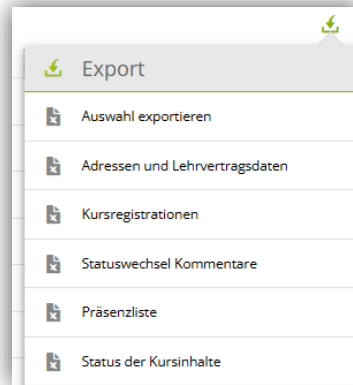 Export
Auswahl exportieren
Adressen und Lehrvertragsdaten
Kursregistrationen
Statuswechsel Kommentare
Präsenzliste
Status der Kursinhalte